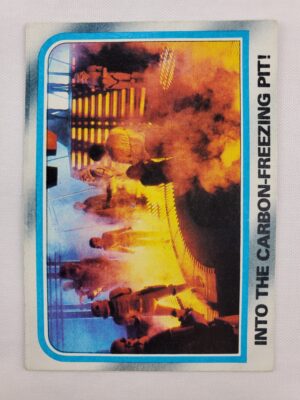 INTO THE CARBON-FREEZING PIT!